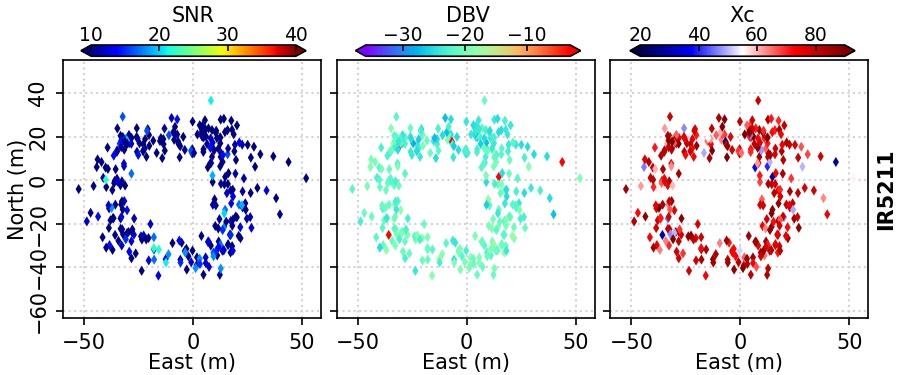 SNR DBV Xc
10 20 30 40 −30 −20 −10 20 40 60 80
40
20
0
−20
−40
−60
North (m)
IR5211
−50 0 50 −50 0 50 −50 0 50
East (m) East (m) East (m)